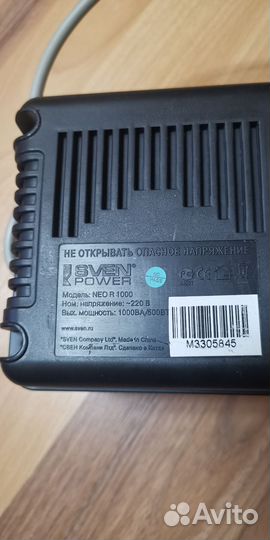 НЕ ОТКРЫВАТЬ ОПАСНОЕ НАПРЯЖЕНИЕ
SVEN®
POWER
Модель: NEO R 1000
Ном. напряжение: ~220 В
Вых. мощность: 1000ВА/500ВТ
www.sven.ru
"SVEN Company Ltd". Made in China
"СВЕН Компани Лтд". Сделано в Китае
M3305845
Avito